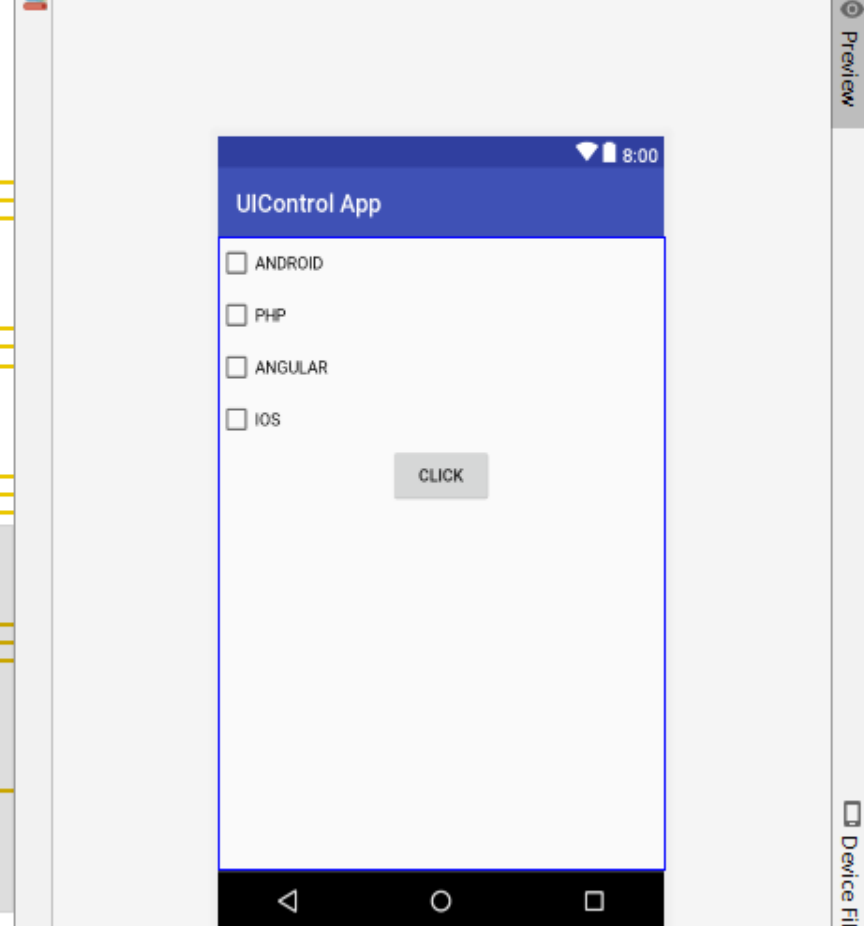 Preview
8:00
UIControl App
ANDROID
PHP
ANGULAR
IOS
CLICK
Device Fil